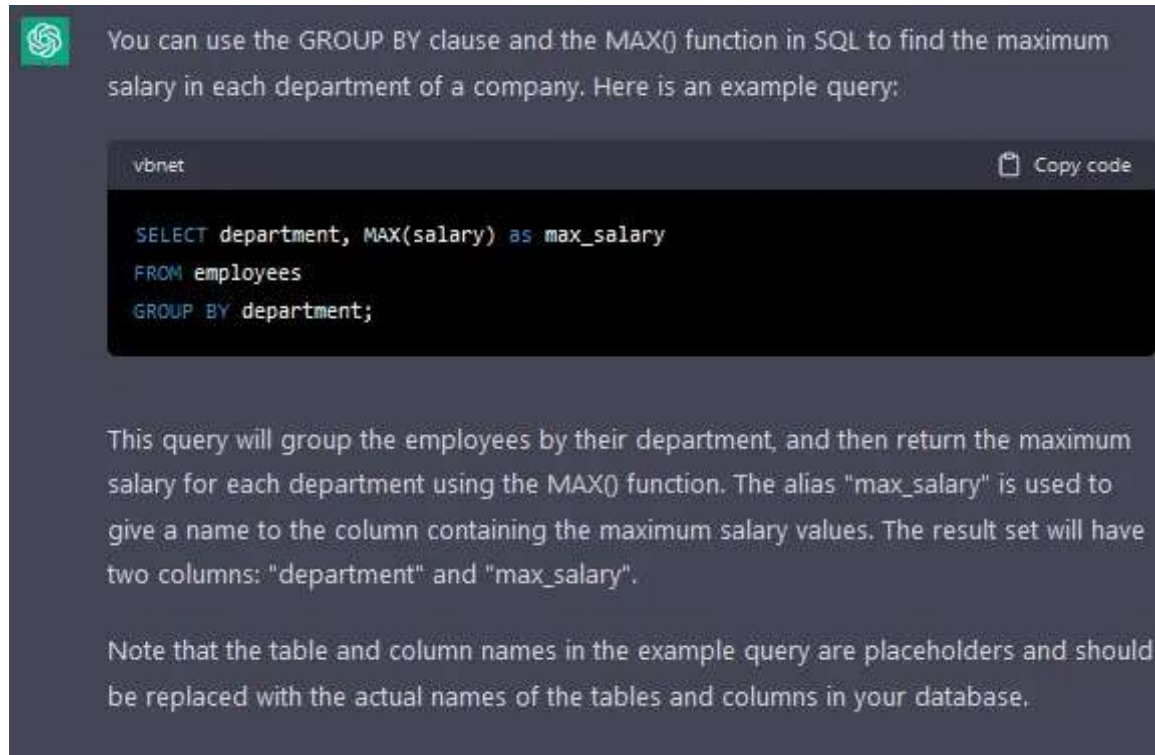 You can use the GROUP BY clause and the MAX() function in SQL to find the maximum
salary in each department of a company. Here is an example query:
vbnet Copy code
SELECT department, MAX(salary) as max_salary
FROM employees
GROUP BY department;
This query will group the employees by their department, and then return the maximum
salary for each department using the MAX() function. The alias "max_salary" is used to
give a name to the column containing the maximum salary values. The result set will have
two columns: "department" and "max_salary".
Note that the table and column names in the example query are placeholders and should
be replaced with the actual names of the tables and columns in your database.